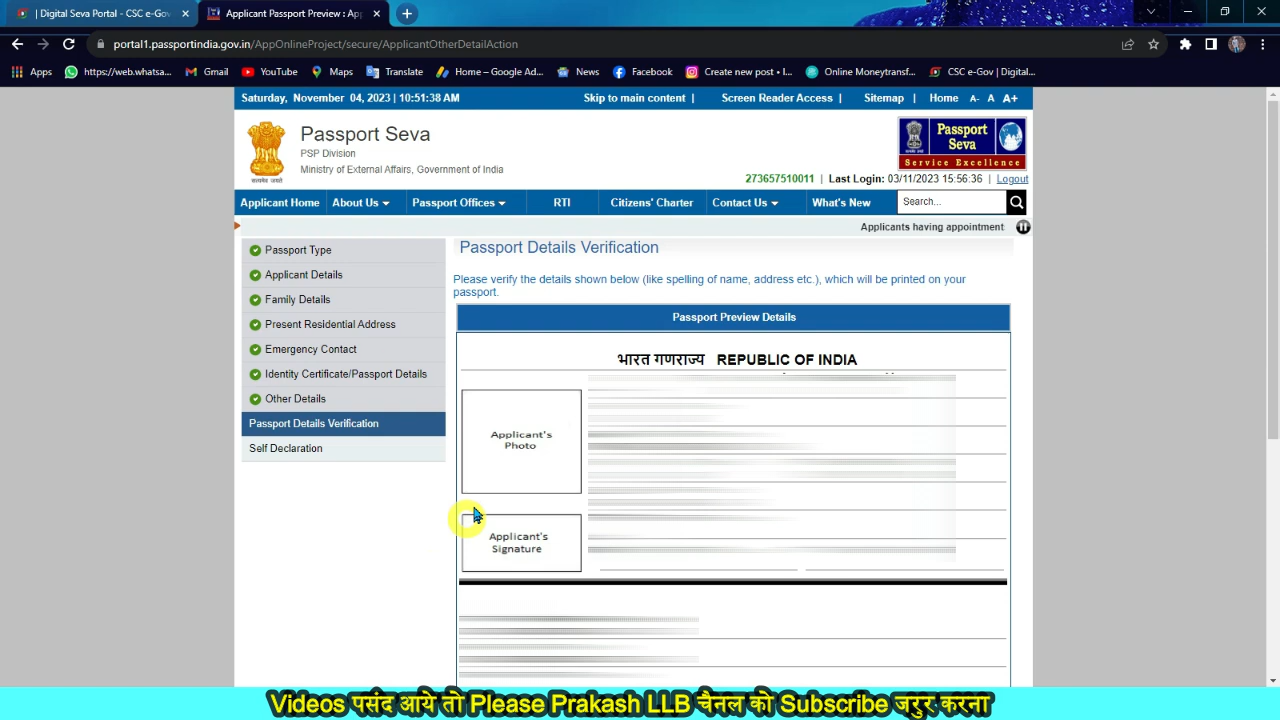 | Digital Seva Portal - CSC e-Gov
Applicant Passport Preview : Ap
portal1.passportindia.gov.in/AppOnlineProject/secure/ApplicantOtherDetailAction
Apps
https://web.whatsa...
Gmail
YouTube
Maps
Translate
Home – Google Ad...
News
Facebook
Create new post • I...
Online Moneytransf...
CSC e-Gov | Digital...
Saturday, November 04, 2023 | 10:51:38 AM
Skip to main content |
Screen Reader Access |
Sitemap |
Home
A- A A+
Passport Seva
PSP Division
Ministry of External Affairs, Government of India
सत्यमेव जयते
Passport
Seva
Service Excellence
273657510011 | Last Login: 03/11/2023 15:56:36 | Logout
Applicant Home
About Us
Passport Offices
RTI
Citizens' Charter
Contact Us
What's New
Search...
Applicants having appointment
Passport Type
Applicant Details
Family Details
Present Residential Address
Emergency Contact
Identity Certificate/Passport Details
Other Details
Passport Details Verification
Self Declaration
Passport Details Verification
Please verify the details shown below (like spelling of name, address etc.), which will be printed on your
passport.
Passport Preview Details
भारत गणराज्य REPUBLIC OF INDIA
Applicant's
Photo
Applicant's
Signature
Videos पसंद आये तो Please Prakash LLB चैनल को Subscribe जरुर करना